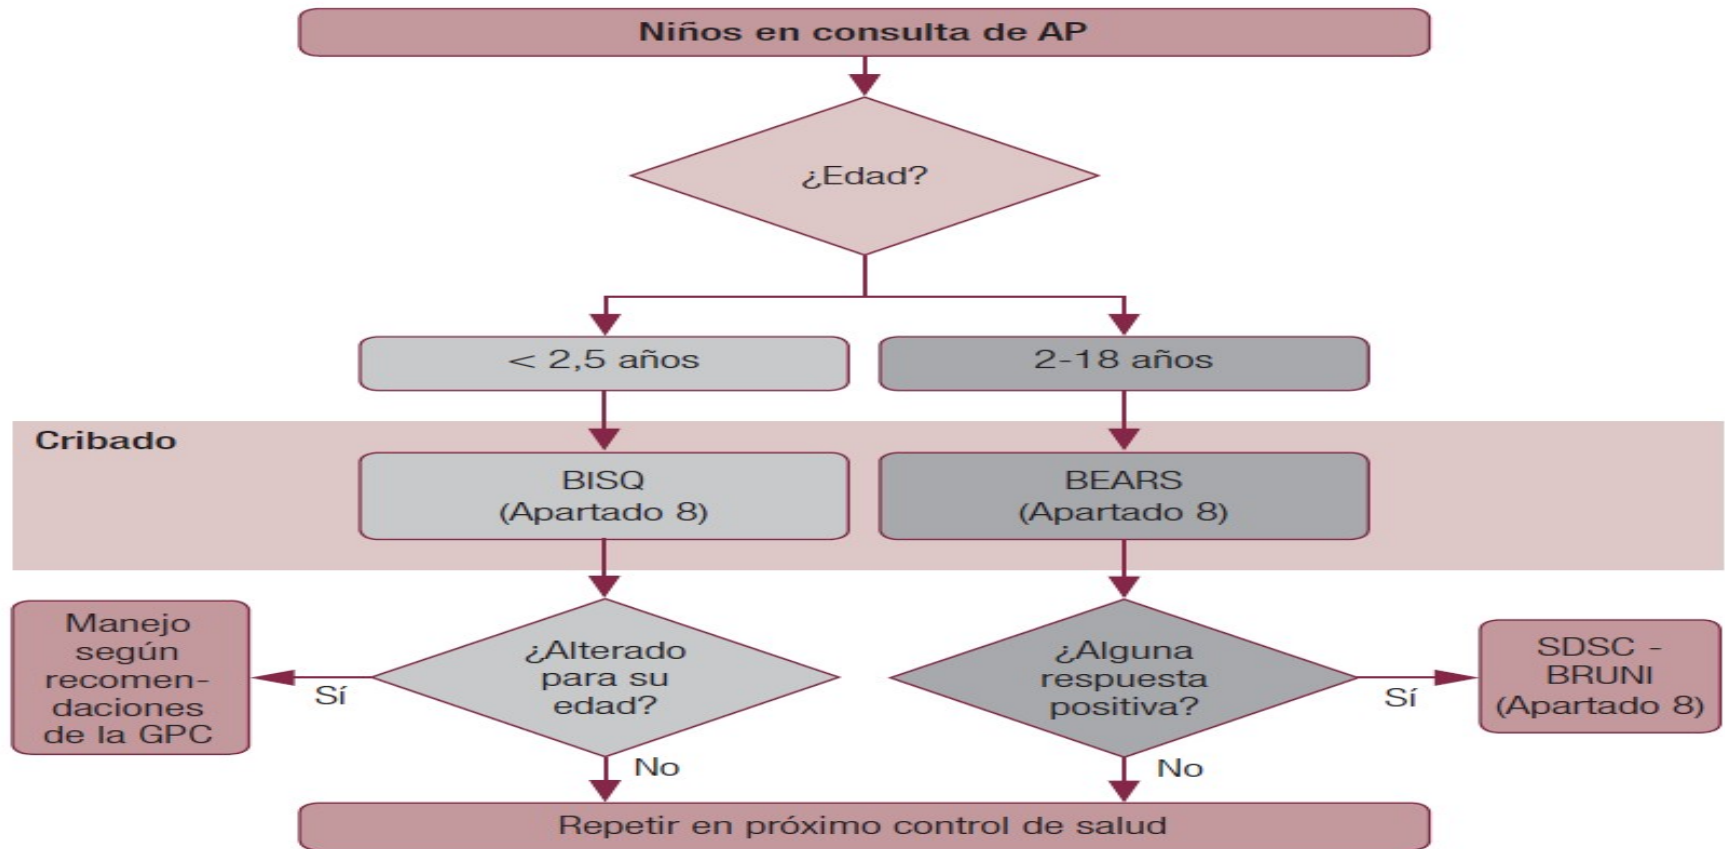 Niños en consulta de AP
¿Edad?
< 2,5 años
2-18 años
Cribado
BISQ
(Apartado 8)
BEARS
(Apartado 8)
Manejo
según
recomen-
daciones
de la GPC
Sí
¿Alterado
para su
edad?
¿Alguna
respuesta
positiva?
Sí
SDSC -
BRUNI
(Apartado 8)
No
No
Repetir en próximo control de salud